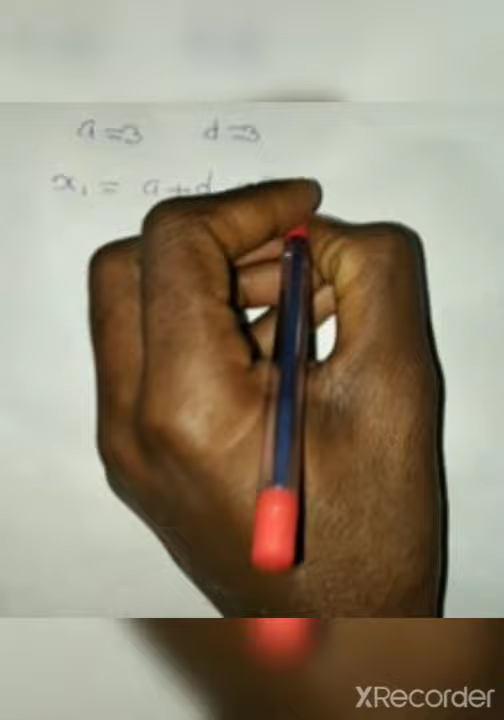 a=3 d=3
x₁ = a+d
XRecorder